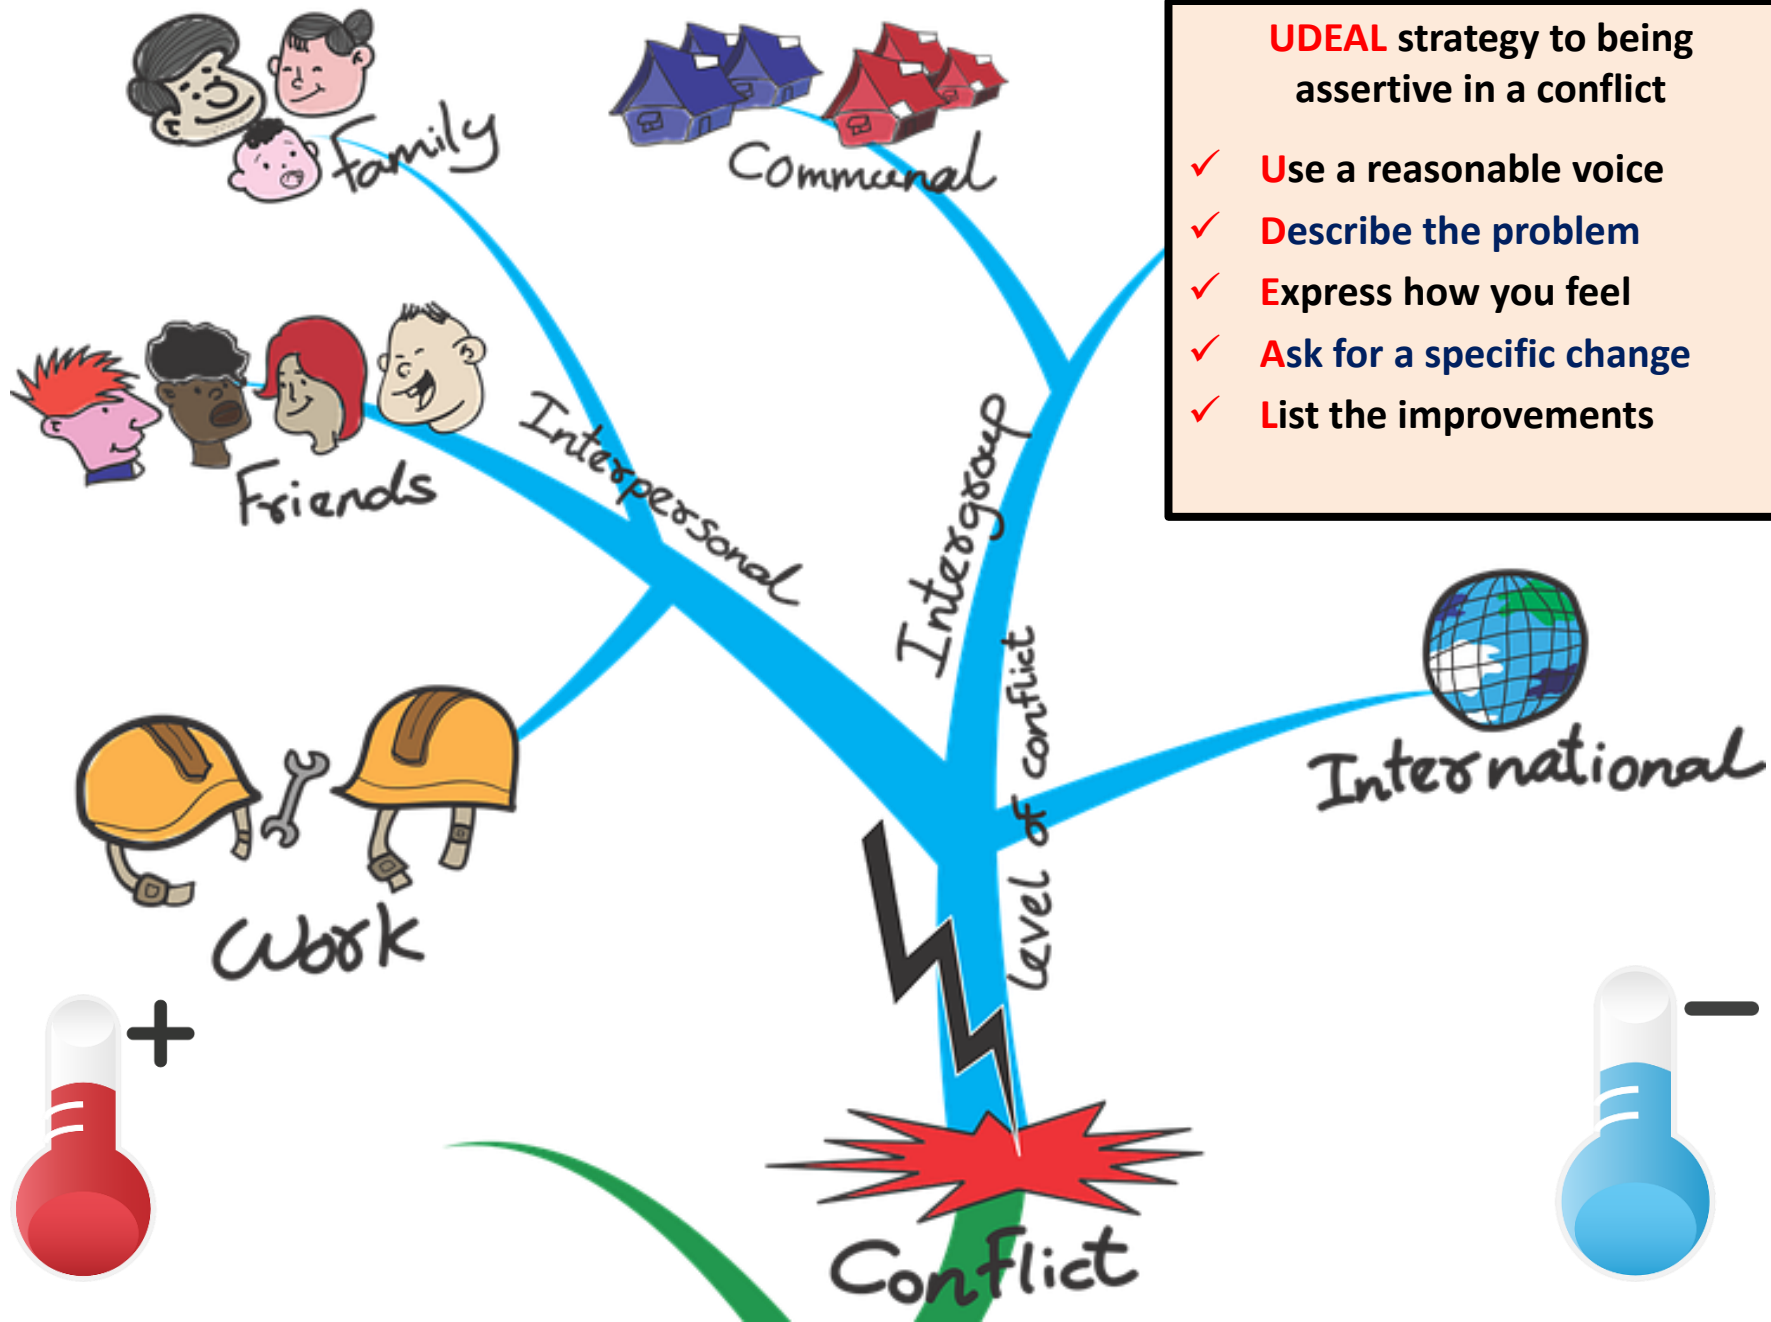 UDEAL strategy to being
assertive in a conflict
✓ Use a reasonable voice
✓ Describe the problem
✓ Express how you feel
✓ Ask for a specific change
✓ List the improvements
Family
Communal
Friends
Interpersonal
Intergroup
Level of conflict
International
Work
+
−
Conflict